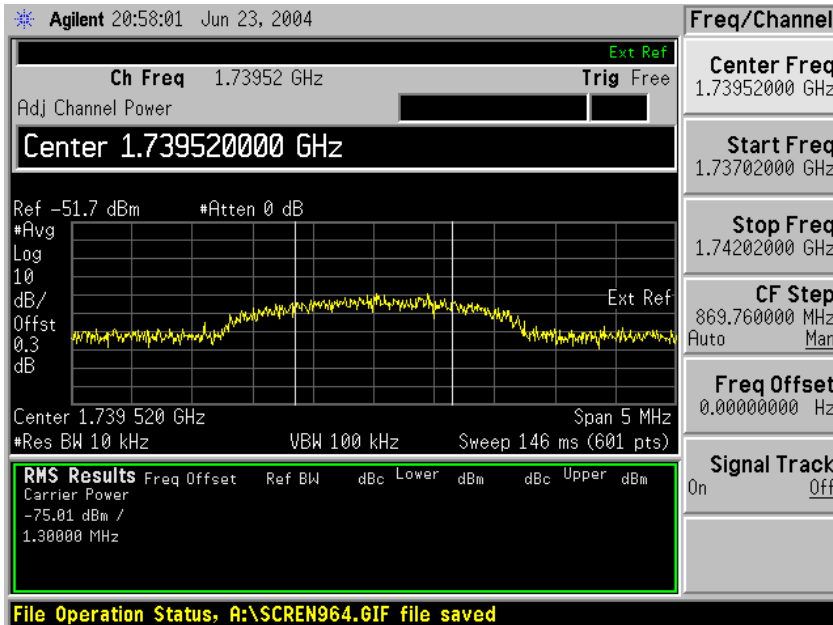 Agilent 20:58:01 Jun 23, 2004
Freq/Channel
Ext Ref
Ch Freq 1.73952 GHz Trig Free
Adj Channel Power
Center 1.739520000 GHz
Ref -51.7 dBm #Atten 0 dB
#Avg
Log
10
dB/
Offst
0.3
dB
Ext Ref
Center 1.739 520 GHz Span 5 MHz
#Res BW 10 kHz VBW 100 kHz Sweep 146 ms (601 pts)
RMS Results Freq Offset Ref BW dBc Lower dBm dBc Upper dBm
Carrier Power
-75.01 dBm /
1.30000 MHz
File Operation Status, A:\SCREN964.GIF file saved
Center Freq
1.73952000 GHz
Start Freq
1.73702000 GHz
Stop Freq
1.74202000 GHz
CF Step
869.760000 MHz
Auto Man
Freq Offset
0.00000000 Hz
Signal Track
On Off